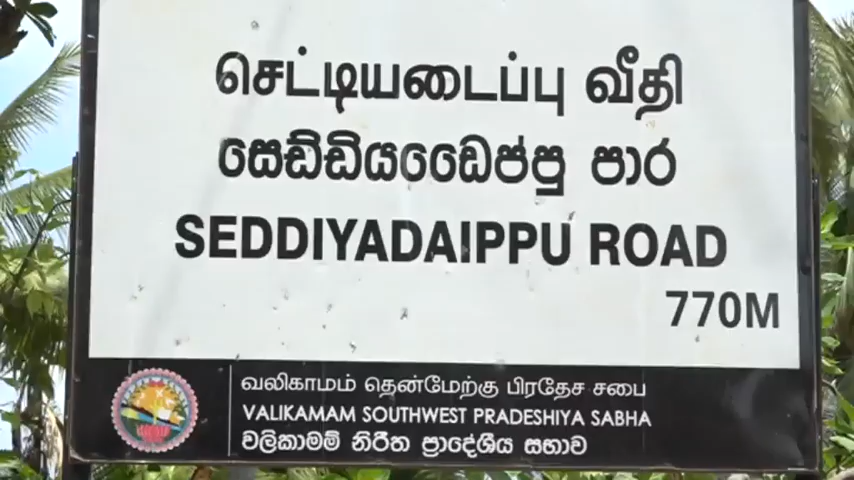 செட்டியடைப்பு வீதி
සෙඩ්ඩියඩෛප්පු පාර
SEDDIYADAIPPU ROAD
770M
வலிகாமம் தென்மேற்கு பிரதேச சபை
VALIKAMAM SOUTHWEST PRADESHIYA SABHA
වලිකාමම් නිරිත ප්‍රාදේශීය සභාව